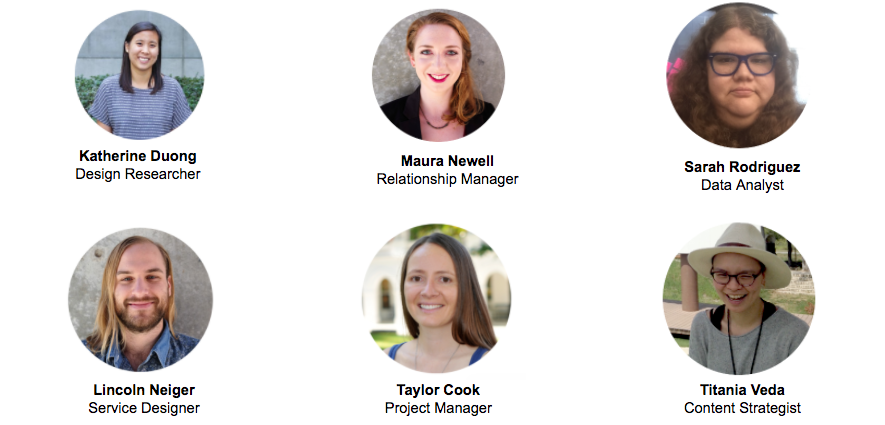 Katherine Duong
Design Researcher
Maura Newell
Relationship Manager
Sarah Rodriguez
Data Analyst
Lincoln Neiger
Service Designer
Taylor Cook
Project Manager
Titania Veda
Content Strategist